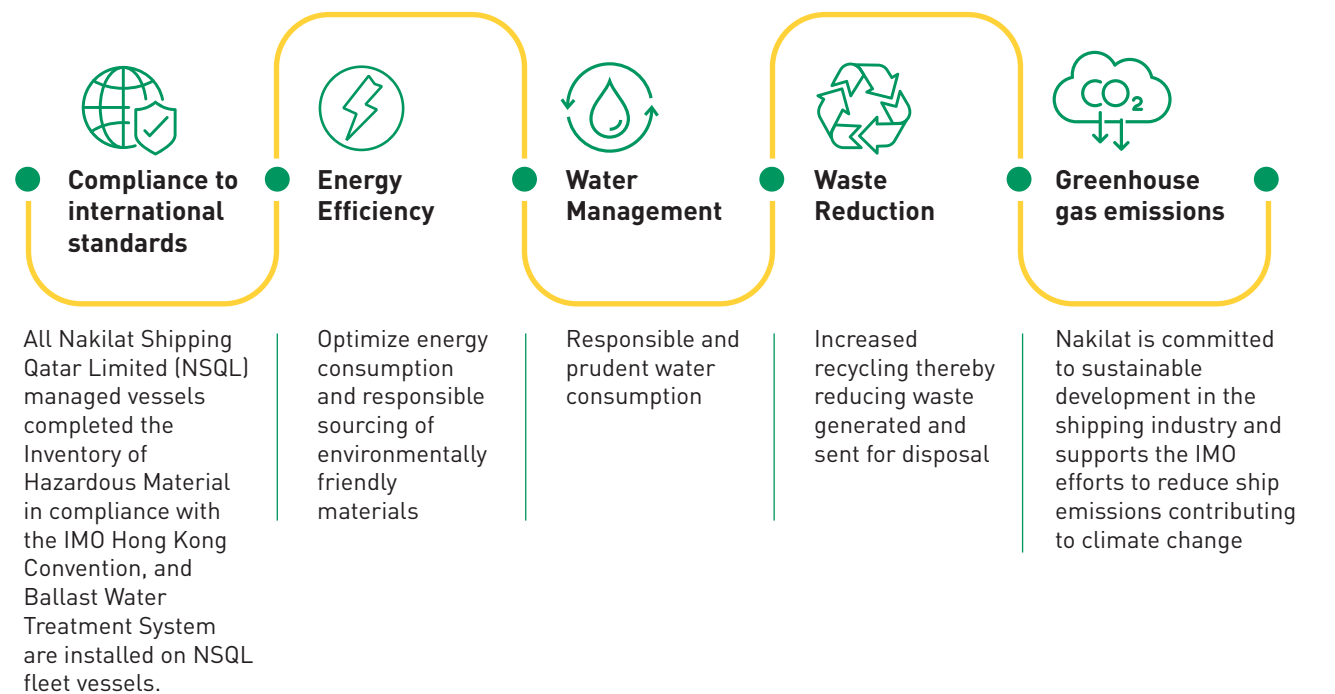 CO2
Compliance to
international
standards
All Nakilat Shipping
Qatar Limited (NSQL)
managed vessels
completed the
Inventory of
Hazardous Material
in compliance with
the IMO Hong Kong
Convention, and
Ballast Water
Treatment System
are installed on NSQL
fleet vessels.
Energy
Efficiency
Optimize energy
consumption
and responsible
sourcing of
environmentally
friendly
materials
Water
Management
Responsible and
prudent water
consumption
Waste
Reduction
Increased
recycling thereby
reducing waste
generated and
sent for disposal
Greenhouse
gas emissions
Nakilat is committed
to sustainable
development in the
shipping industry and
supports the IMO
efforts to reduce ship
emissions contributing
to climate change